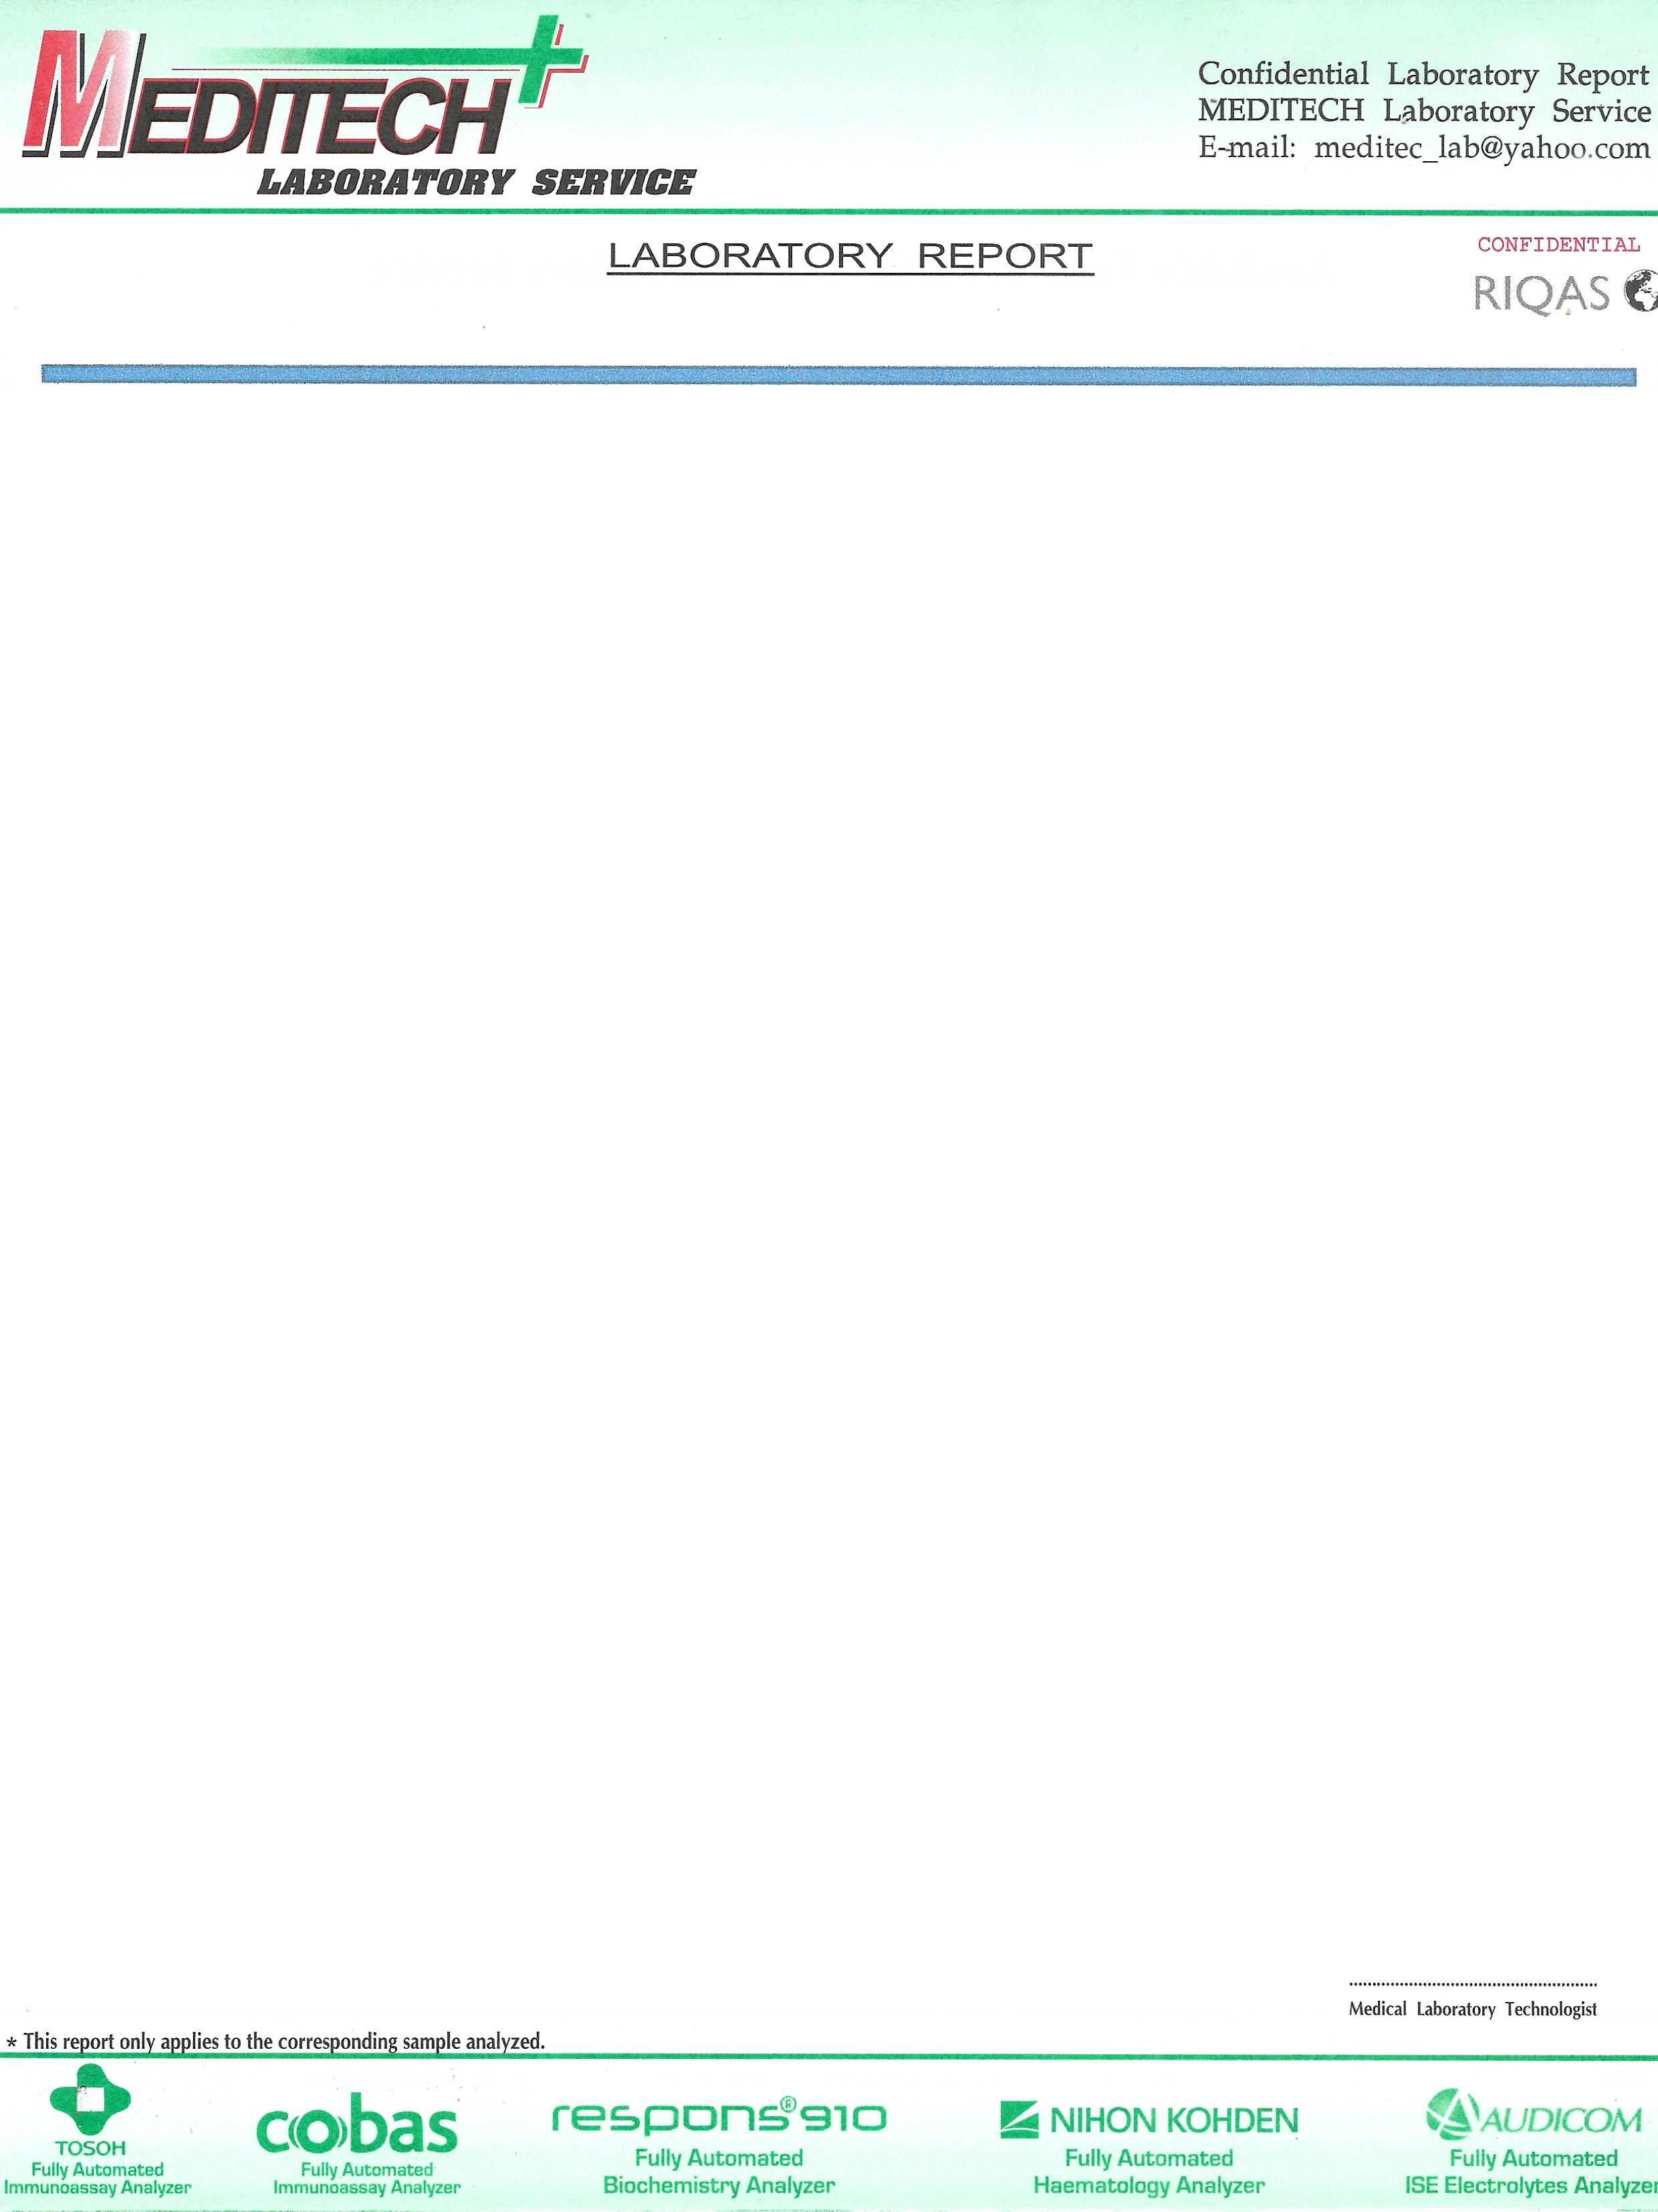 MEDITECH
LABORATORY SERVICE
Confidential Laboratory Report
MEDITECH Laboratory Service
E-mail: meditec_lab@yahoo.com
LABORATORY REPORT
CONFIDENTIAL
RIQAS
Medical Laboratory Technologist
* This report only applies to the corresponding sample analyzed.
TOSOH
Fully Automated
Immunoassay Analyzer
cobas
Fully Automated
Immunoassay Analyzer
respons®910
Fully Automated
Biochemistry Analyzer
NIHON KOHDEN
Fully Automated
Haematology Analyzer
AUDICOM
Fully Automated
ISE Electrolytes Analyzer